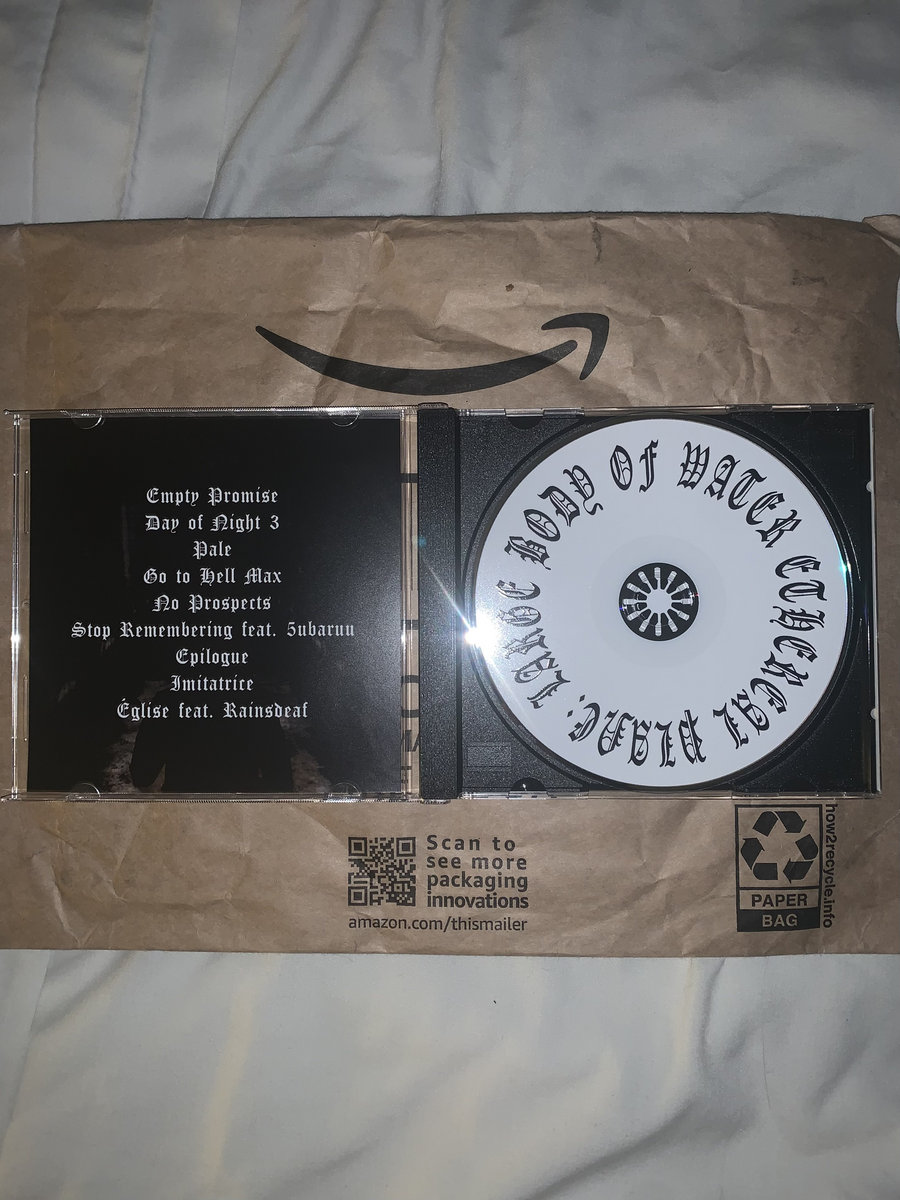 Empty Promise
Day of Night 3
Pale
Go to Hell Max
No Prospects
Stop Remembering feat. 5ubaruu
Epilogue
Imitatrice
Église feat. Rainsdeaf
LARGE BODY OF WATER ETHEREAL PLANE;
Scan to
see more
packaging
innovations
amazon.com/thismailer
PAPER
BAG
how2recycle.info